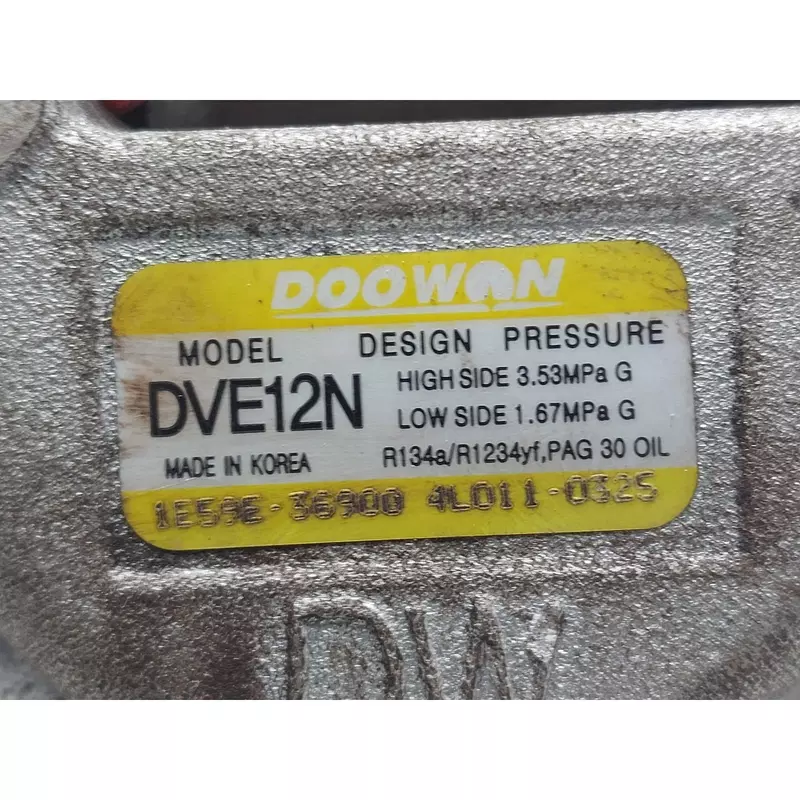 DOOWON
MODEL DESIGN PRESSURE
DVE12N HIGH SIDE 3.53MPa G
LOW SIDE 1.67MPa G
MADE IN KOREA R134a/R1234yf,PAG 30 OIL
1E59E-36900 4L011-0325
DW